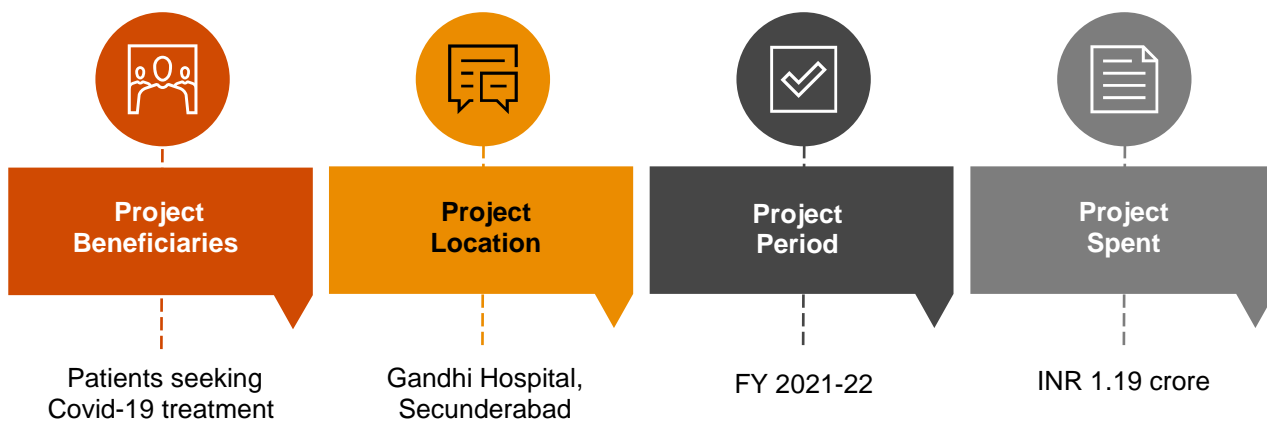 Project
Beneficiaries
Patients seeking
Covid-19 treatment
Project
Location
Gandhi Hospital,
Secunderabad
Project
Period
FY 2021-22
Project
Spent
INR 1.19 crore